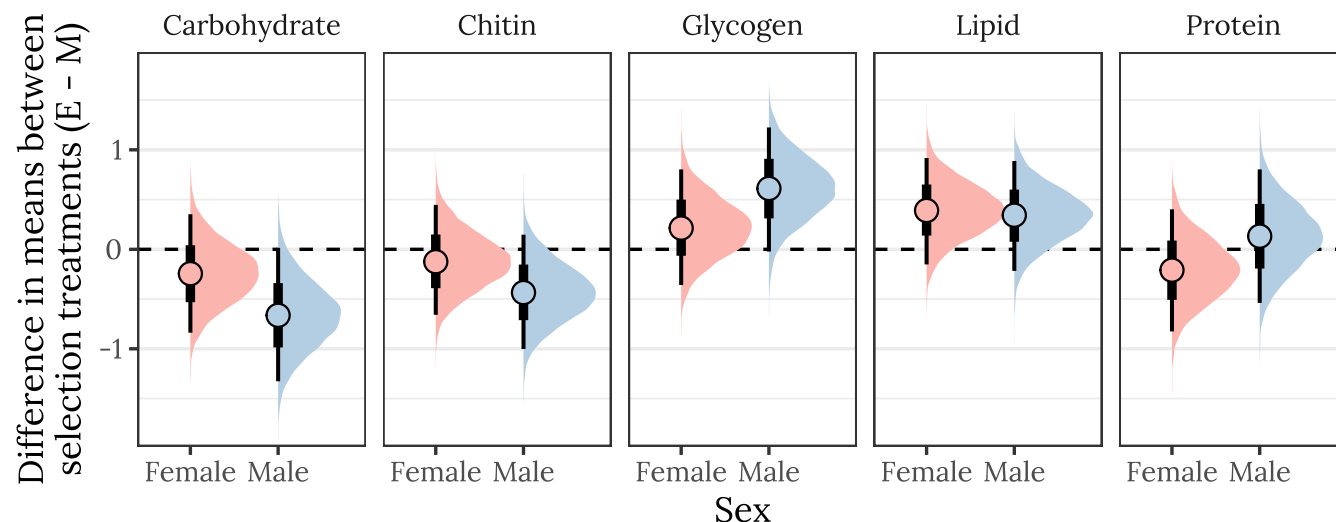 Carbohydrate Chitin Glycogen Lipid Protein
Difference in means between
selection treatments (E - M)
1
0
-1
Female Male Female Male Female Male Female Male Female Male
Sex